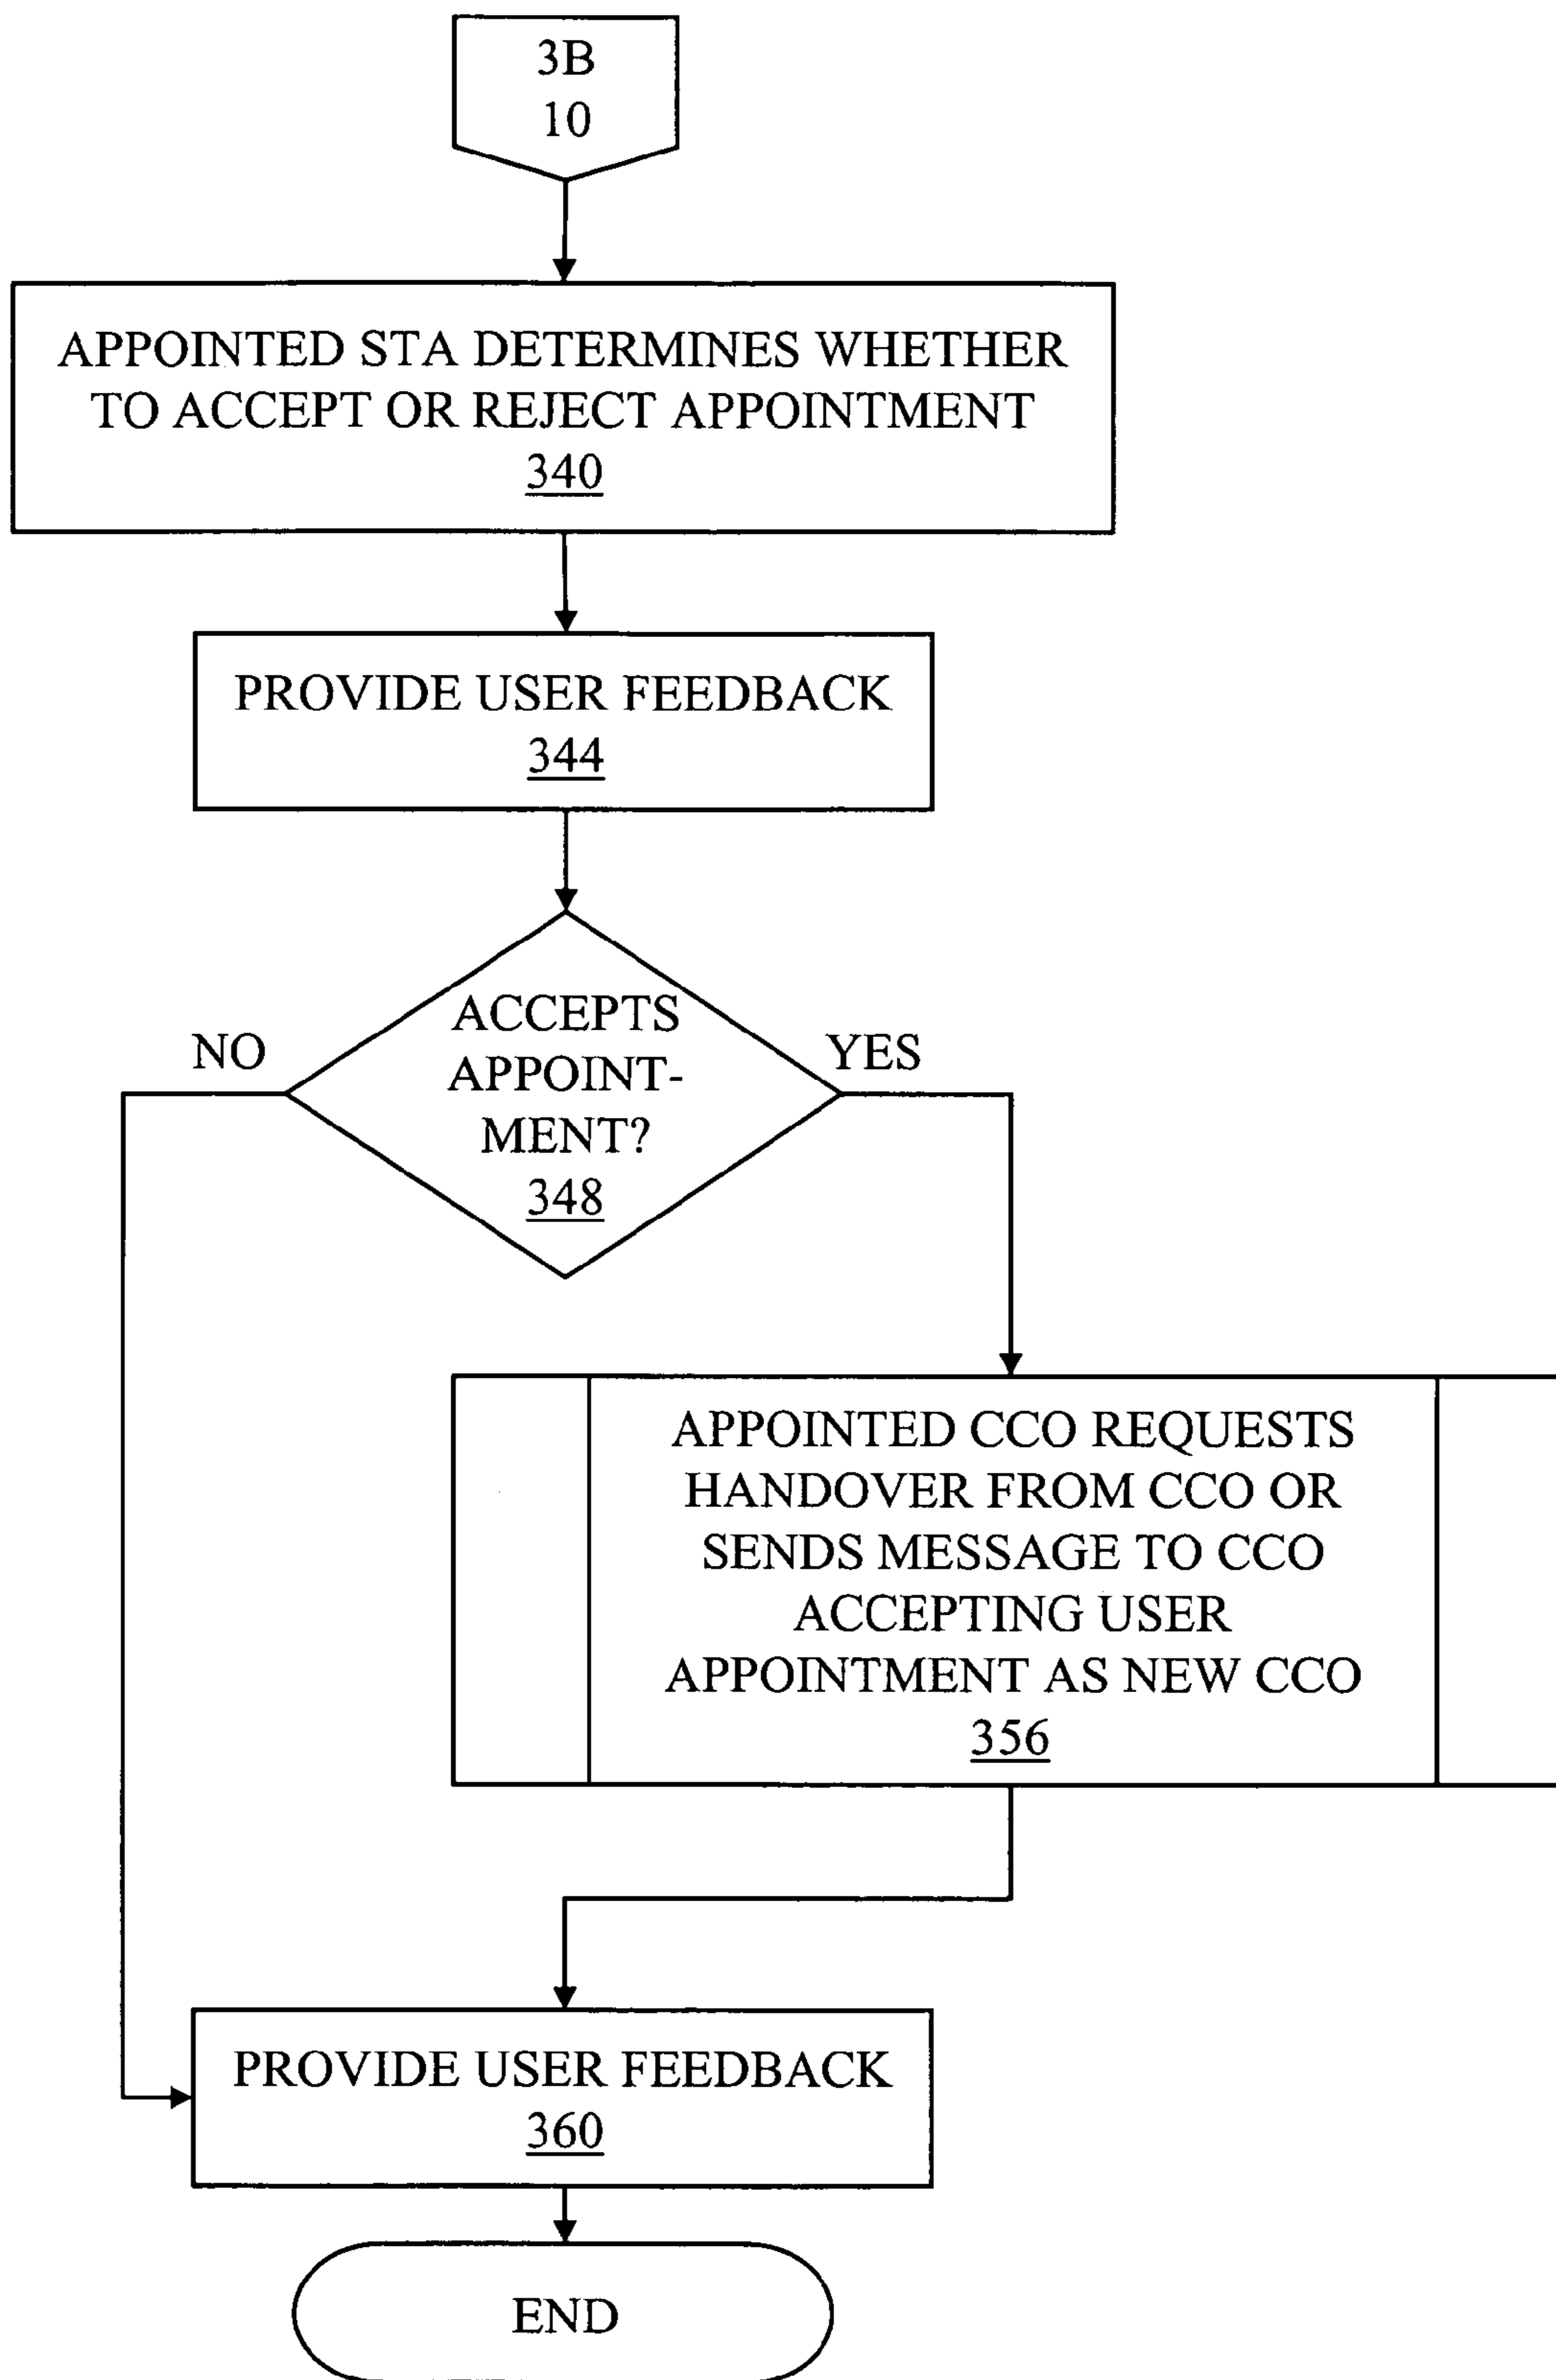 3B
10
APPOINTED STA DETERMINES WHETHER
TO ACCEPT OR REJECT APPOINTMENT
340
PROVIDE USER FEEDBACK
344
ACCEPTS
APPOINT-
MENT?
348
NO
YES
APPOINTED CCO REQUESTS
HANDOVER FROM CCO OR
SENDS MESSAGE TO CCO
ACCEPTING USER
APPOINTMENT AS NEW CCO
356
PROVIDE USER FEEDBACK
360
END